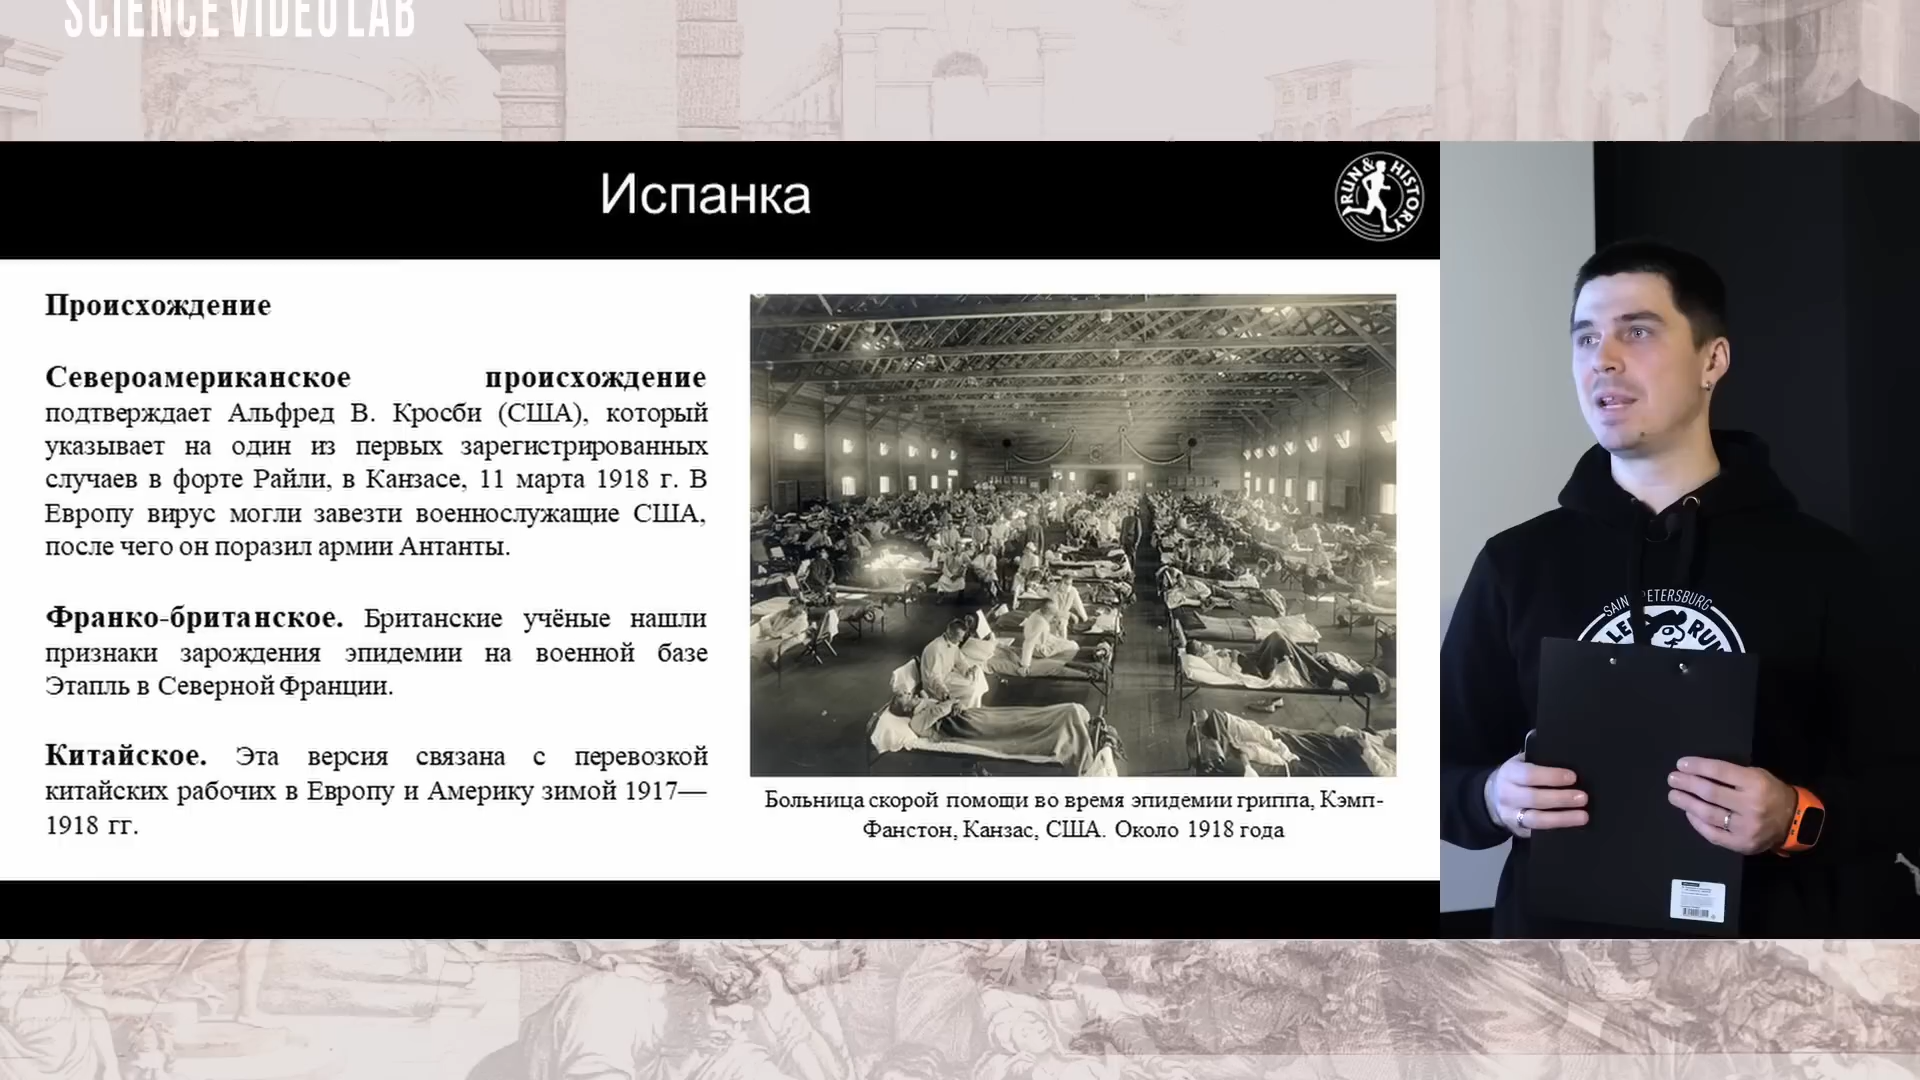 SCIENCE VIDEO LAB
Испанка
RUN & HISTORY
Происхождение
Североамериканское происхождение
подтверждает Альфред В. Кросби (США), который
указывает на один из первых зарегистрированных
случаев в форте Райли, в Канзасе, 11 марта 1918 г. В
Европу вирус могли завезти военнослужащие США,
после чего он поразил армии Антанты.
Франко-британское. Британские учёные нашли
признаки зарождения эпидемии на военной базе
Этапль в Северной Франции.
Китайское. Эта версия связана с перевозкой
китайских рабочих в Европу и Америку зимой 1917—
1918 гг.
Больница скорой помощи во время эпидемии гриппа, Кэмп-
Фанстон, Канзас, США. Около 1918 года
RUN